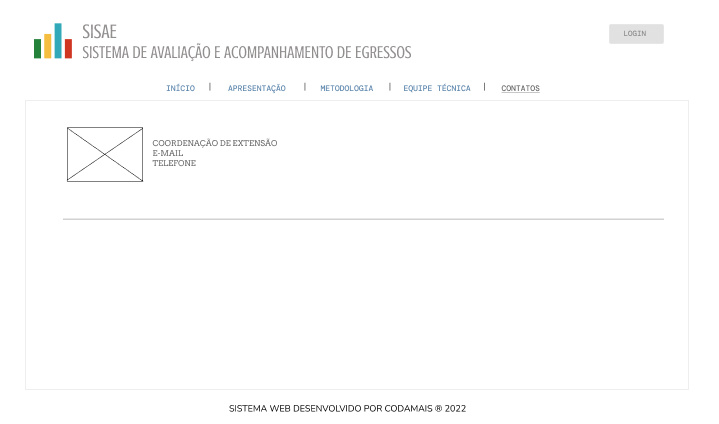 SISAE
SISTEMA DE AVALIAÇÃO E ACOMPANHAMENTO DE EGRESSOS
LOGIN
INÍCIO | APRESENTAÇÃO | METODOLOGIA | EQUIPE TÉCNICA | CONTATOS
COORDENAÇÃO DE EXTENSÃO
E-MAIL
TELEFONE
SISTEMA WEB DESENVOLVIDO POR CODAMAIS ® 2022